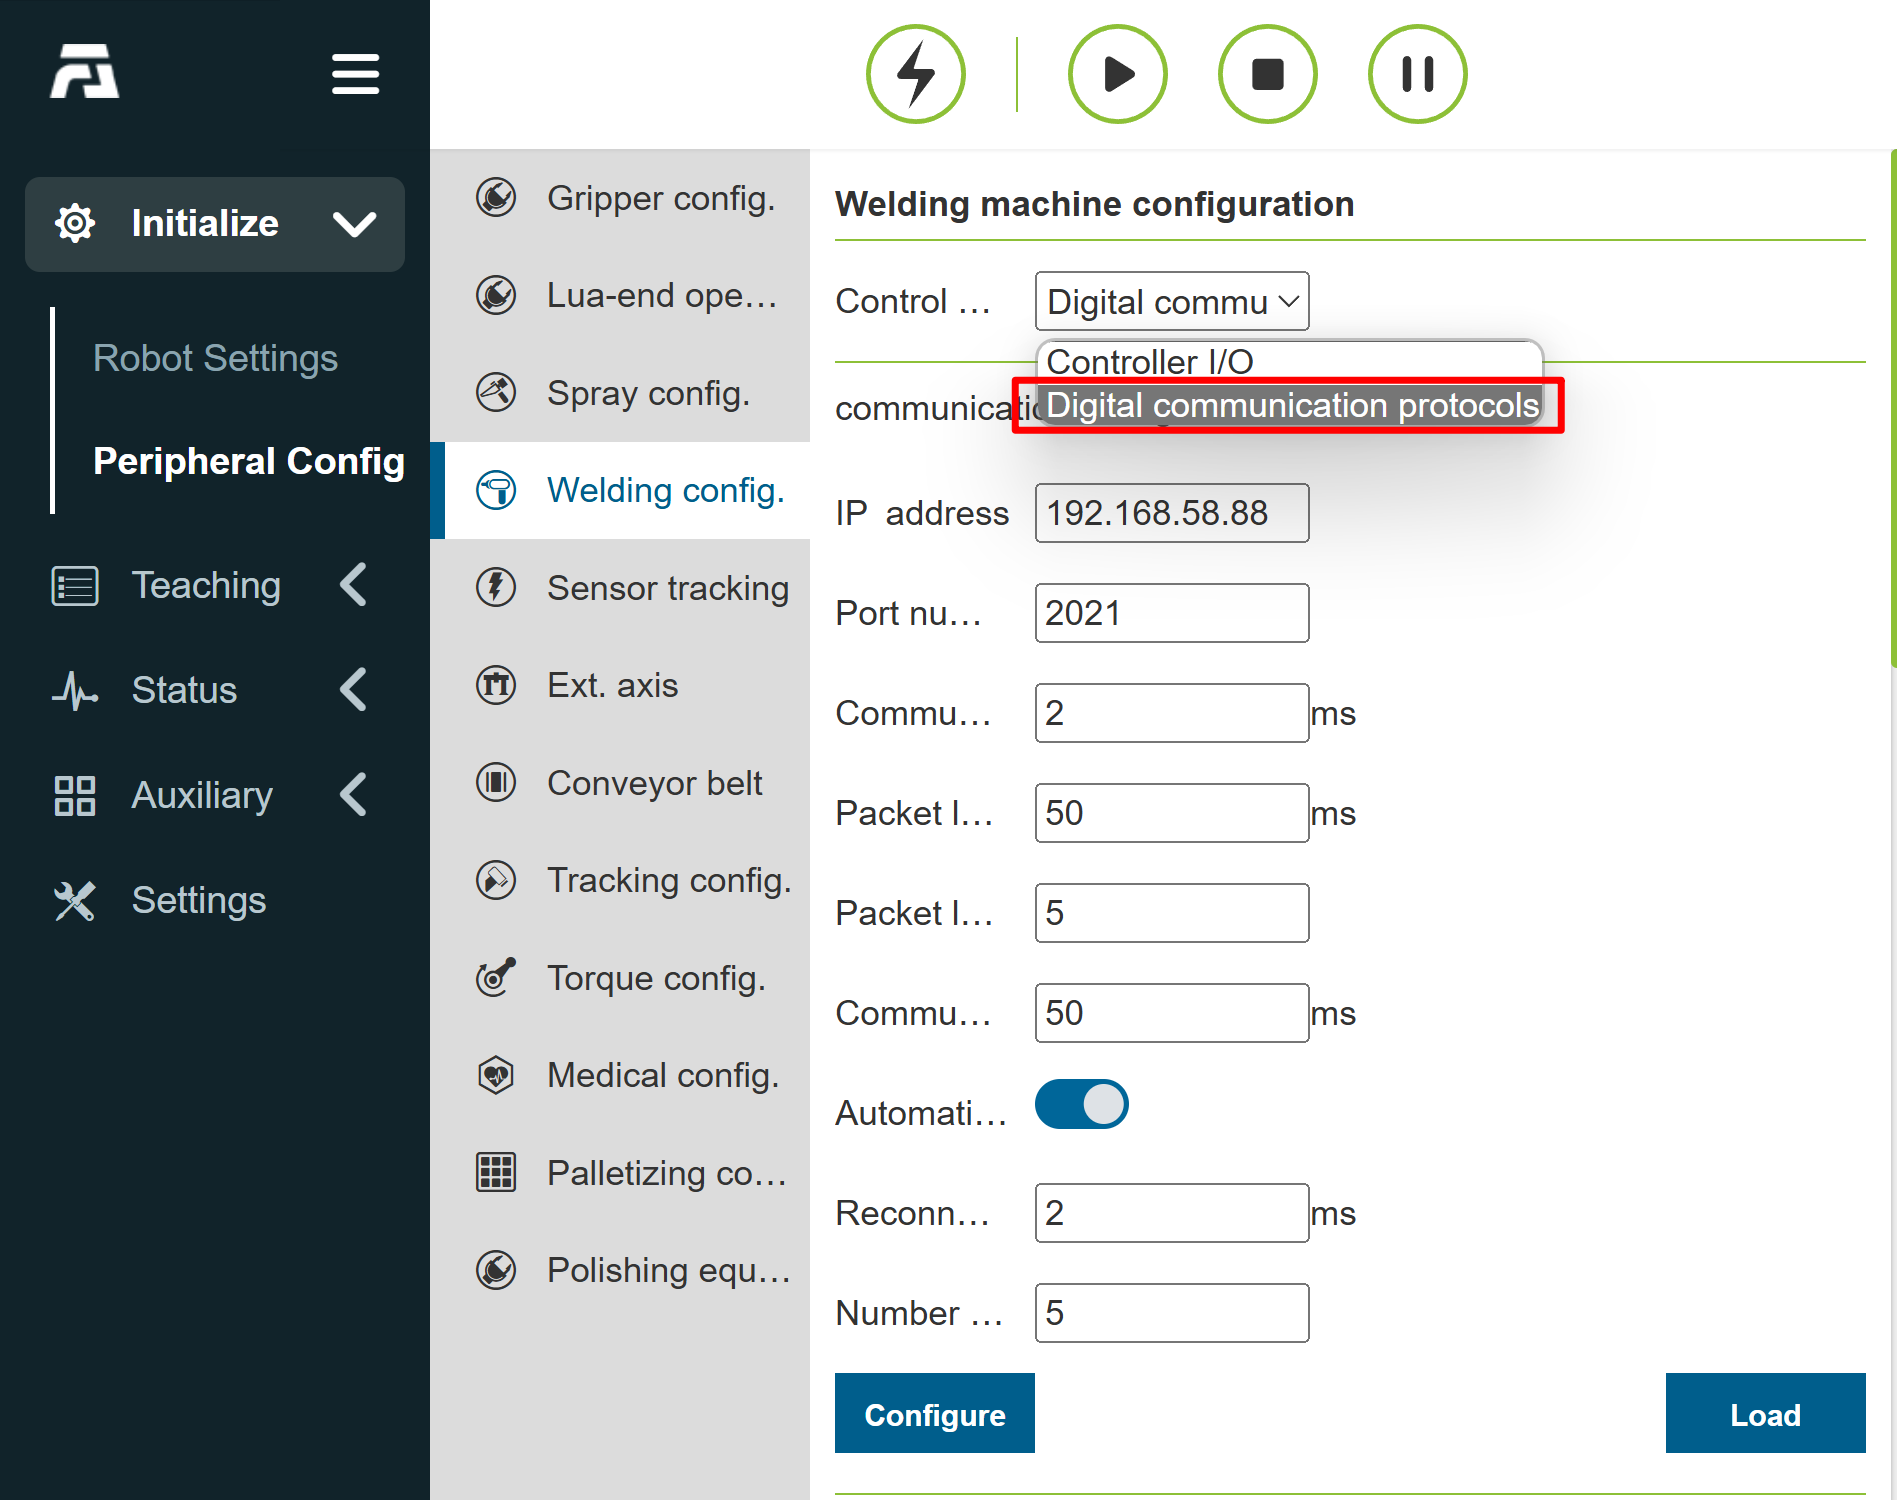 Initialize
Robot Settings
Peripheral Config
Teaching
Status
Auxiliary
Settings
Gripper config.
Lua-end ope…
Spray config.
Welding config.
Sensor tracking
Ext. axis
Conveyor belt
Tracking config.
Torque config.
Medical config.
Palletizing co…
Polishing equ…
Welding machine configuration
Control …
Digital commu
Controller I/O
Digital communication protocols
IP address
192.168.58.88
Port nu…
2021
Commu…
2
ms
Packet l…
50
ms
Packet l…
5
Commu…
50
ms
Automati…
Reconn…
2
ms
Number …
5
Configure
Load